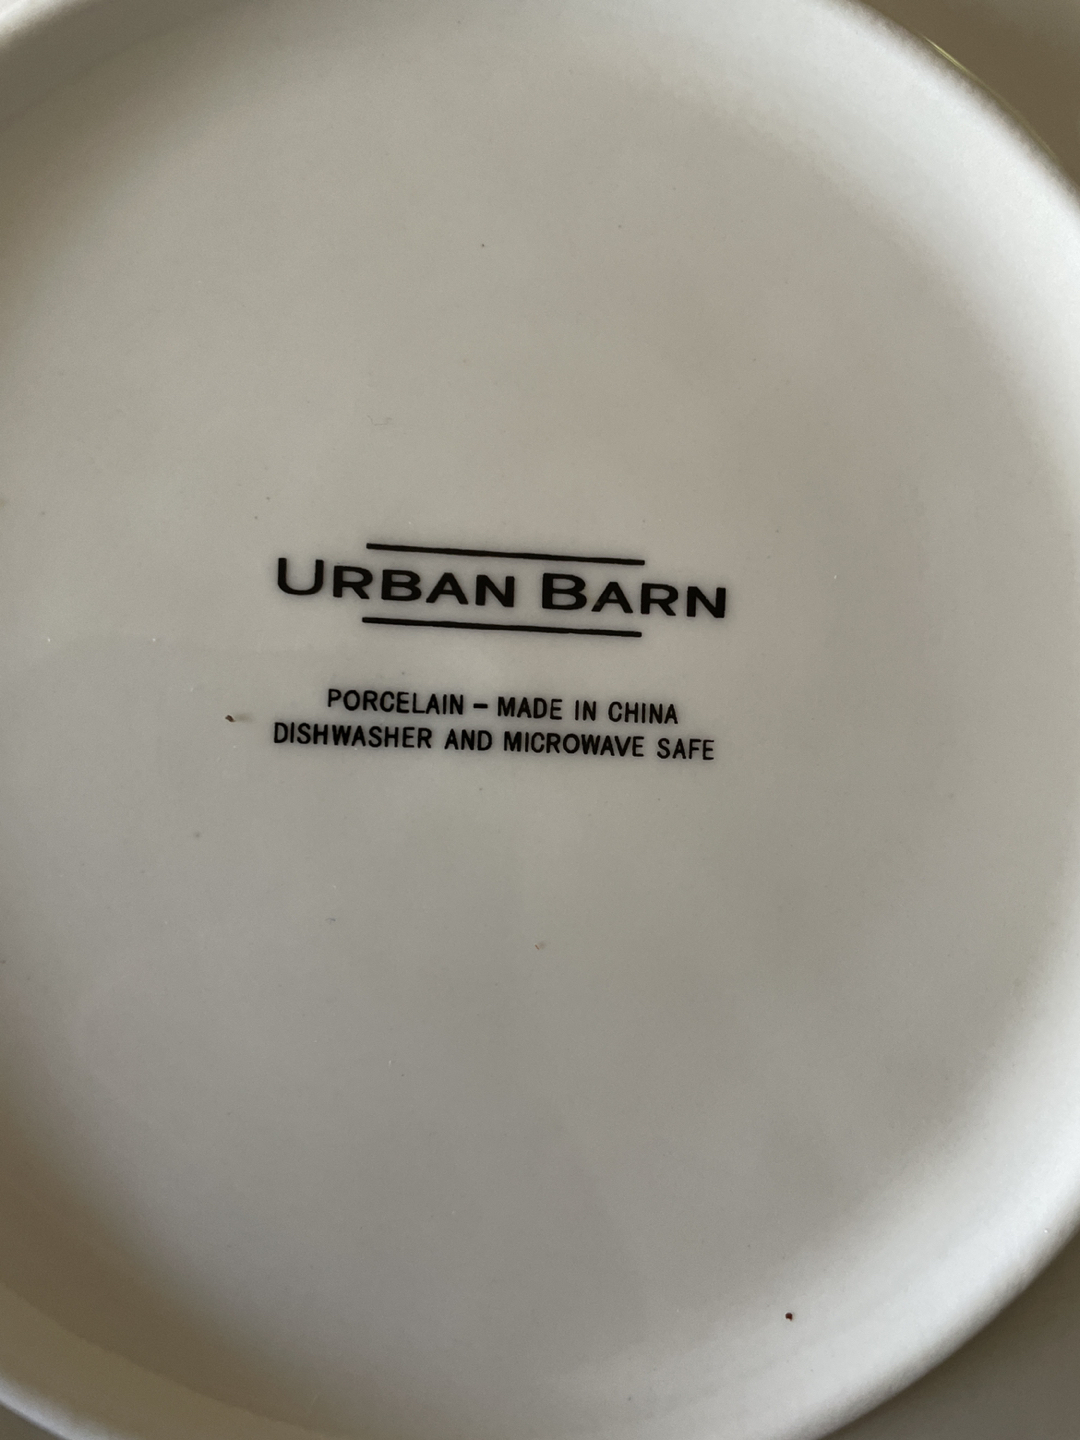 URBAN BARN
PORCELAIN – MADE IN CHINA
DISHWASHER AND MICROWAVE SAFE